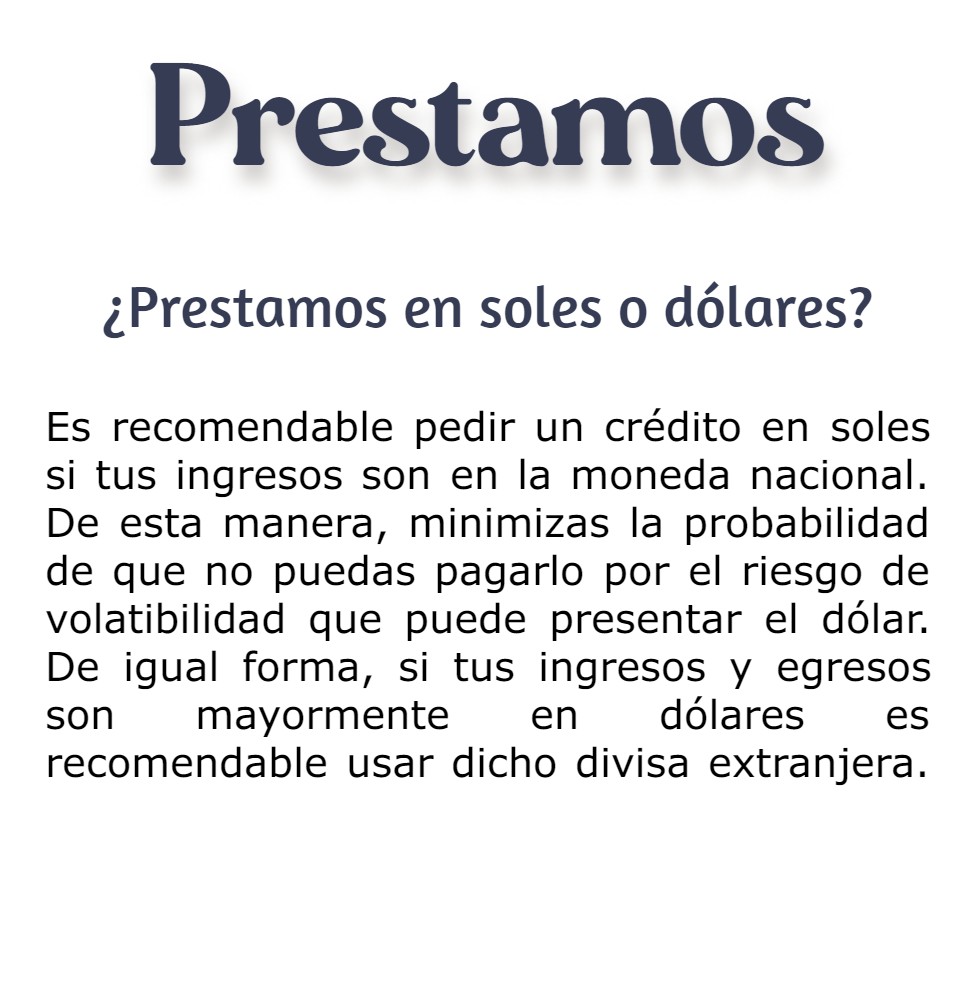 Prestamos
¿Prestamos en soles o dólares?
Es recomendable pedir un crédito en soles
si tus ingresos son en la moneda nacional.
De esta manera, minimizas la probabilidad
de que no puedas pagarlo por el riesgo de
volatibilidad que puede presentar el dólar.
De igual forma, si tus ingresos y egresos
son mayormente en dólares es
recomendable usar dicho divisa extranjera.